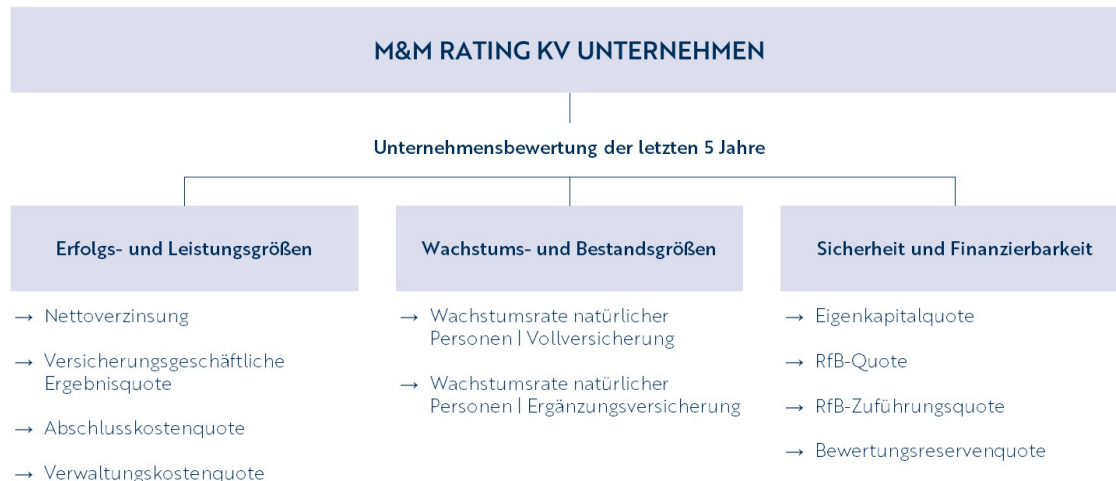 M&M RATING KV UNTERNEHMEN
Unternehmensbewertung der letzten 5 Jahre
Erfolgs- und Leistungsgrößen
→ Nettoverzinsung
→ Versicherungsgeschäftliche
Ergebnisquote
→ Abschlusskostenquote
→ Verwaltungskostenquote
Wachstums- und Bestandsgrößen
→ Wachstumsrate natürlicher
Personen | Vollversicherung
→ Wachstumsrate natürlicher
Personen | Ergänzungsversicherung
Sicherheit und Finanzierbarkeit
→ Eigenkapitalquote
→ RfB-Quote
→ RfB-Zuführungsquote
→ Bewertungsreservenquote